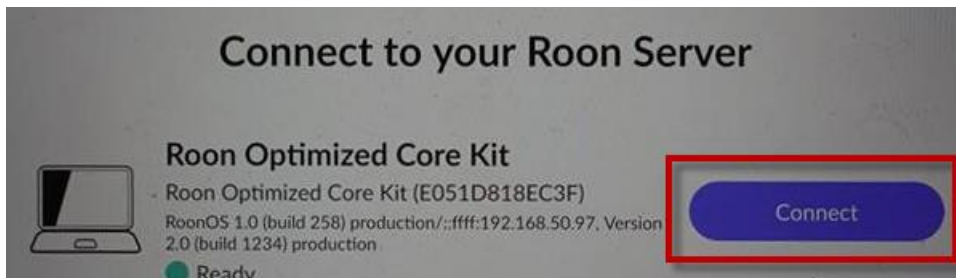 Connect to your Roon Server
Roon Optimized Core Kit
Roon Optimized Core Kit (E051D818EC3F)
RoonOS 1.0 (build 258) production/::ffff:192.168.50.97, Version
2.0 (build 1234) production
Connect
Ready